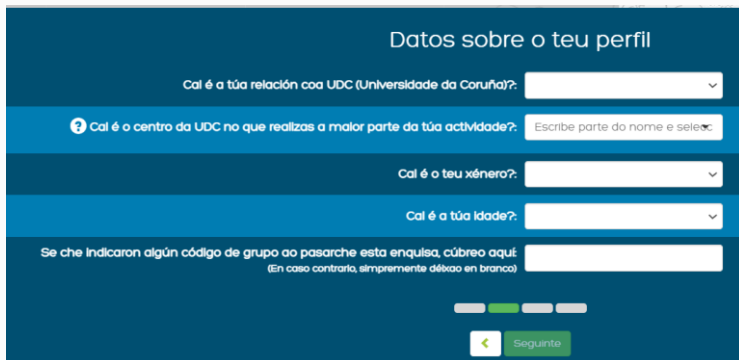 Datos sobre o teu perfil
Cal é a túa relación coa UDC (Universidade da Coruña)?:
? Cal é o centro da UDC no que realizas a maior parte da túa actividade?: Escribe parte do nome e selecc
Cal é o teu xénero?:
Cal é a túa idade?:
Se che indicaron algún código de grupo ao pasarche esta enquisa, cúbreo aquí:
(En caso contrario, simpremente déixao en branco)
Seguinte